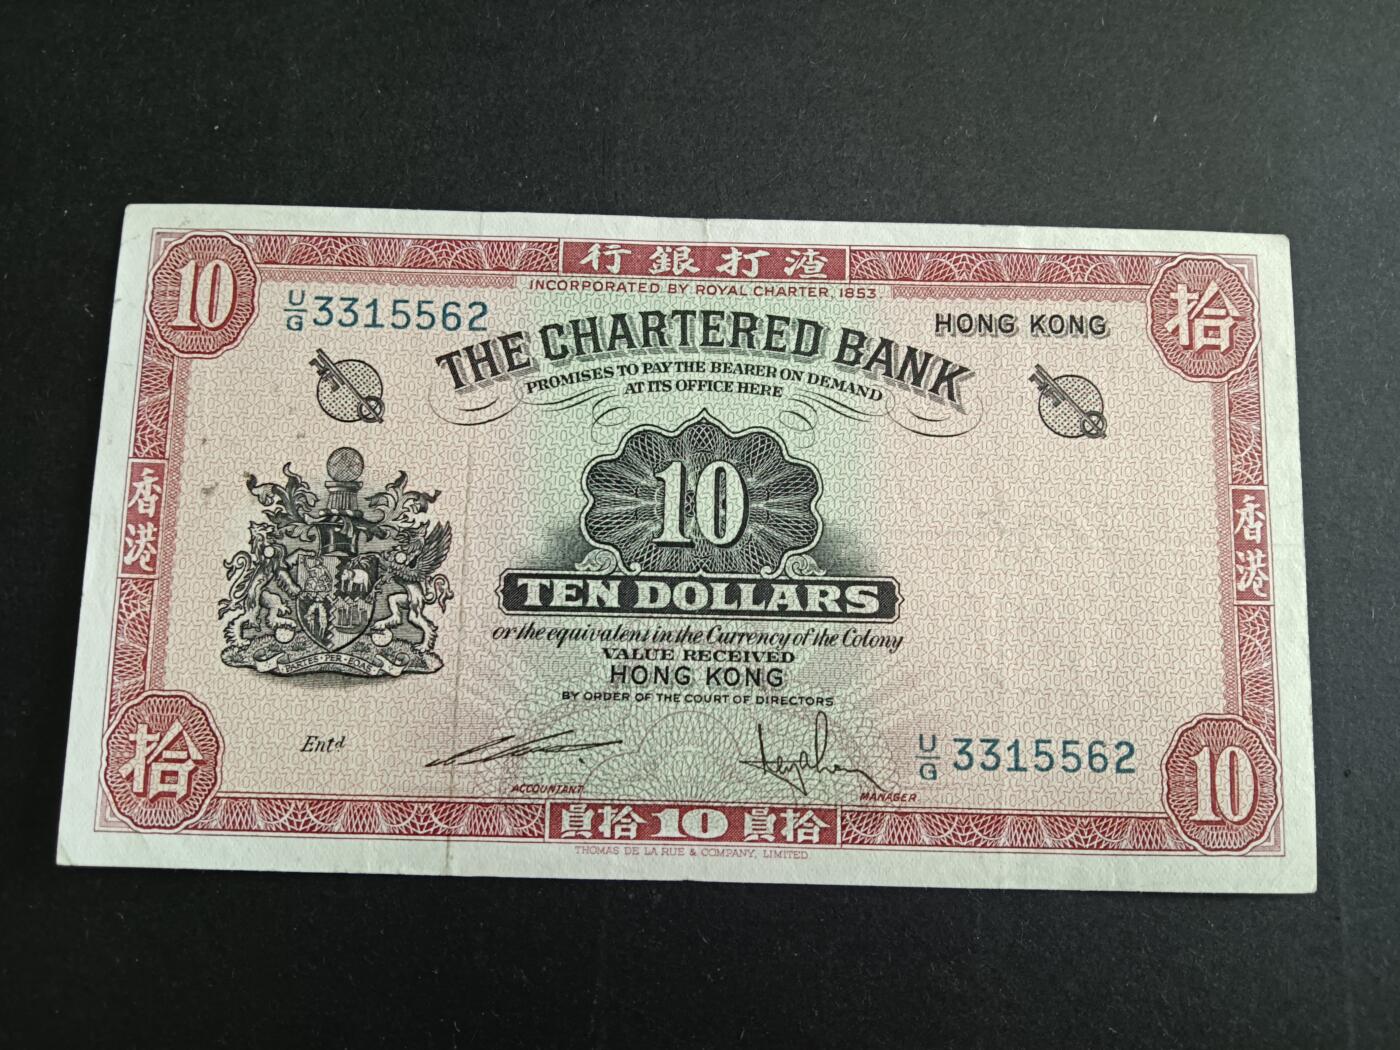 行銀打渣
10
拾
INCORPORATED BY ROYAL CHARTER, 1853
U/G 3315562
HONG KONG
THE CHARTERED BANK
PROMISES TO PAY THE BEARER ON DEMAND
AT ITS OFFICE HERE
10
香港
香港
TEN DOLLARS
or the equivalent in the Currency of the Colony
VALUE RECEIVED
HONG KONG
BY ORDER OF THE COURT OF DIRECTORS
PARTES·PER·EOAS
Entd
U/G 3315562
ACCOUNTANT
MANAGER
拾
10
員拾 10 員拾
THOMAS DE LA RUE & COMPANY, LIMITED